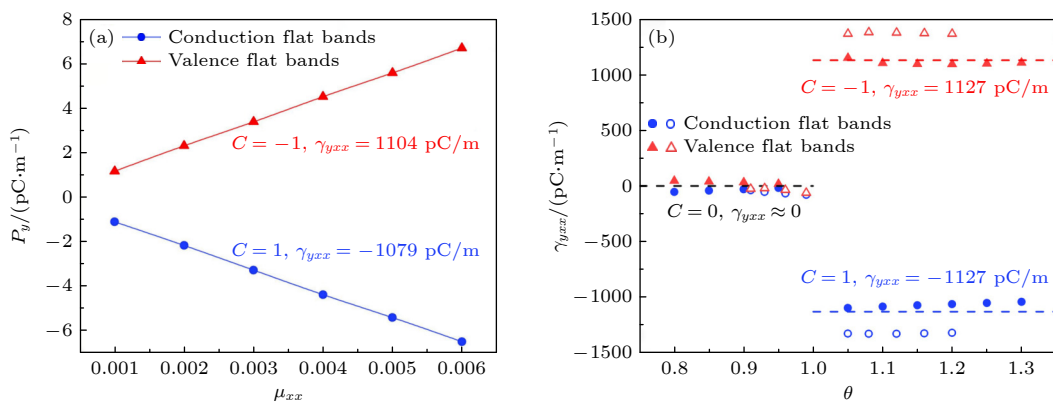 (a)
Conduction flat bands
Valence flat bands
C = −1, γyxx = 1104 pC/m
C = 1, γyxx = −1079 pC/m
Py/(pC·m−1)
8
6
4
2
0
−2
−4
−6
0.001 0.002 0.003 0.004 0.005 0.006
μxx
(b)
C = −1, γyxx = 1127 pC/m
Conduction flat bands
Valence flat bands
C = 0, γyxx ≈ 0
C = 1, γyxx = −1127 pC/m
γyxx/(pC·m−1)
1500
1000
500
0
−500
−1000
−1500
0.8 0.9 1.0 1.1 1.2 1.3
θ